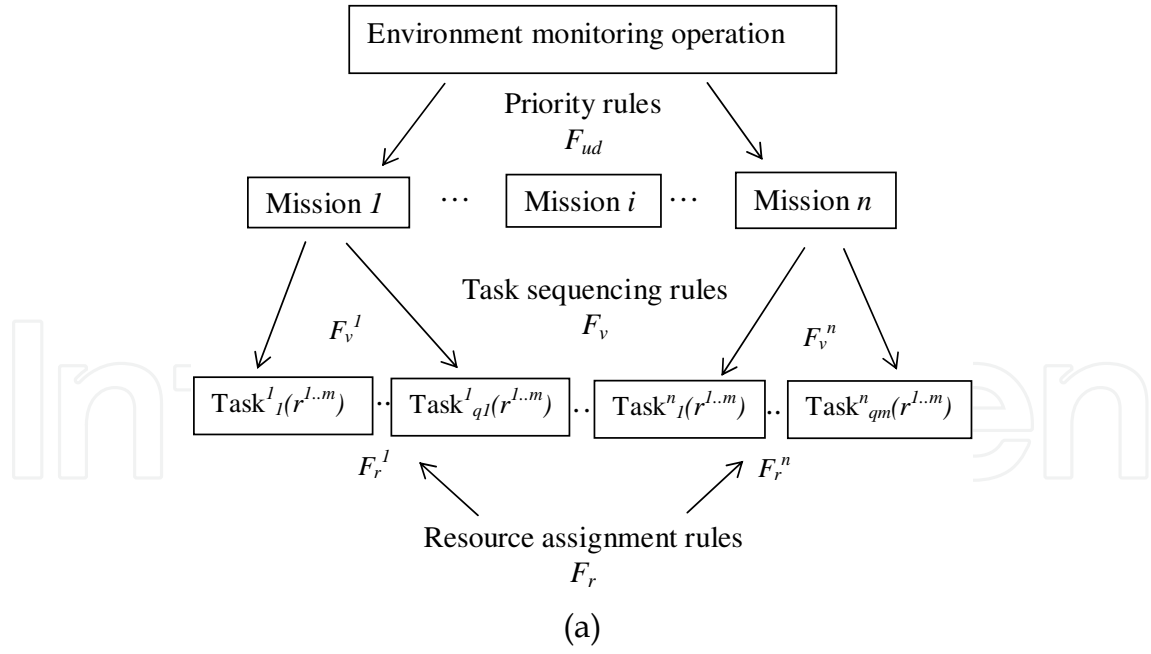 Environment monitoring operation
Priority rules
F_ud
Mission 1 ... Mission i ... Mission n
Task sequencing rules
F_v
F_v^1 F_v^n
Task^1_1(r^1..m) .. Task^1_q1(r^1..m) .. Task^n_1(r^1..m) .. Task^n_qm(r^1..m)
F_r^1 F_r^n
Resource assignment rules
F_r
(a)